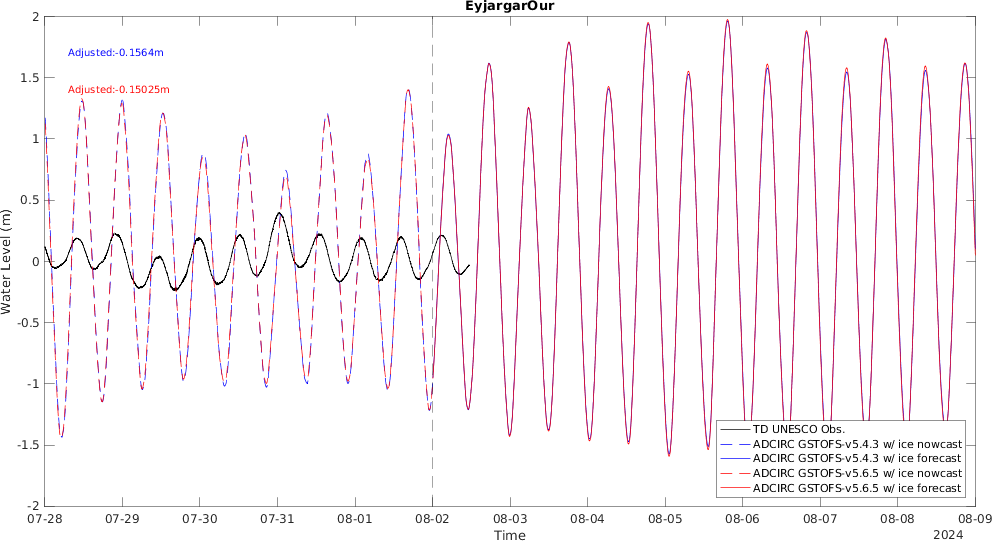 EyjargarOur
Adjusted:-0.1564m
Adjusted:-0.15025m
2
1.5
1
0.5
0
-0.5
-1
-1.5
-2
Water Level (m)
TD UNESCO Obs.
ADCIRC GSTOFS-v5.4.3 w/ ice nowcast
ADCIRC GSTOFS-v5.4.3 w/ ice forecast
ADCIRC GSTOFS-v5.6.5 w/ ice nowcast
ADCIRC GSTOFS-v5.6.5 w/ ice forecast
07-28 07-29 07-30 07-31 08-01 08-02 08-03 08-04 08-05 08-06 08-07 08-08 08-09
Time
2024